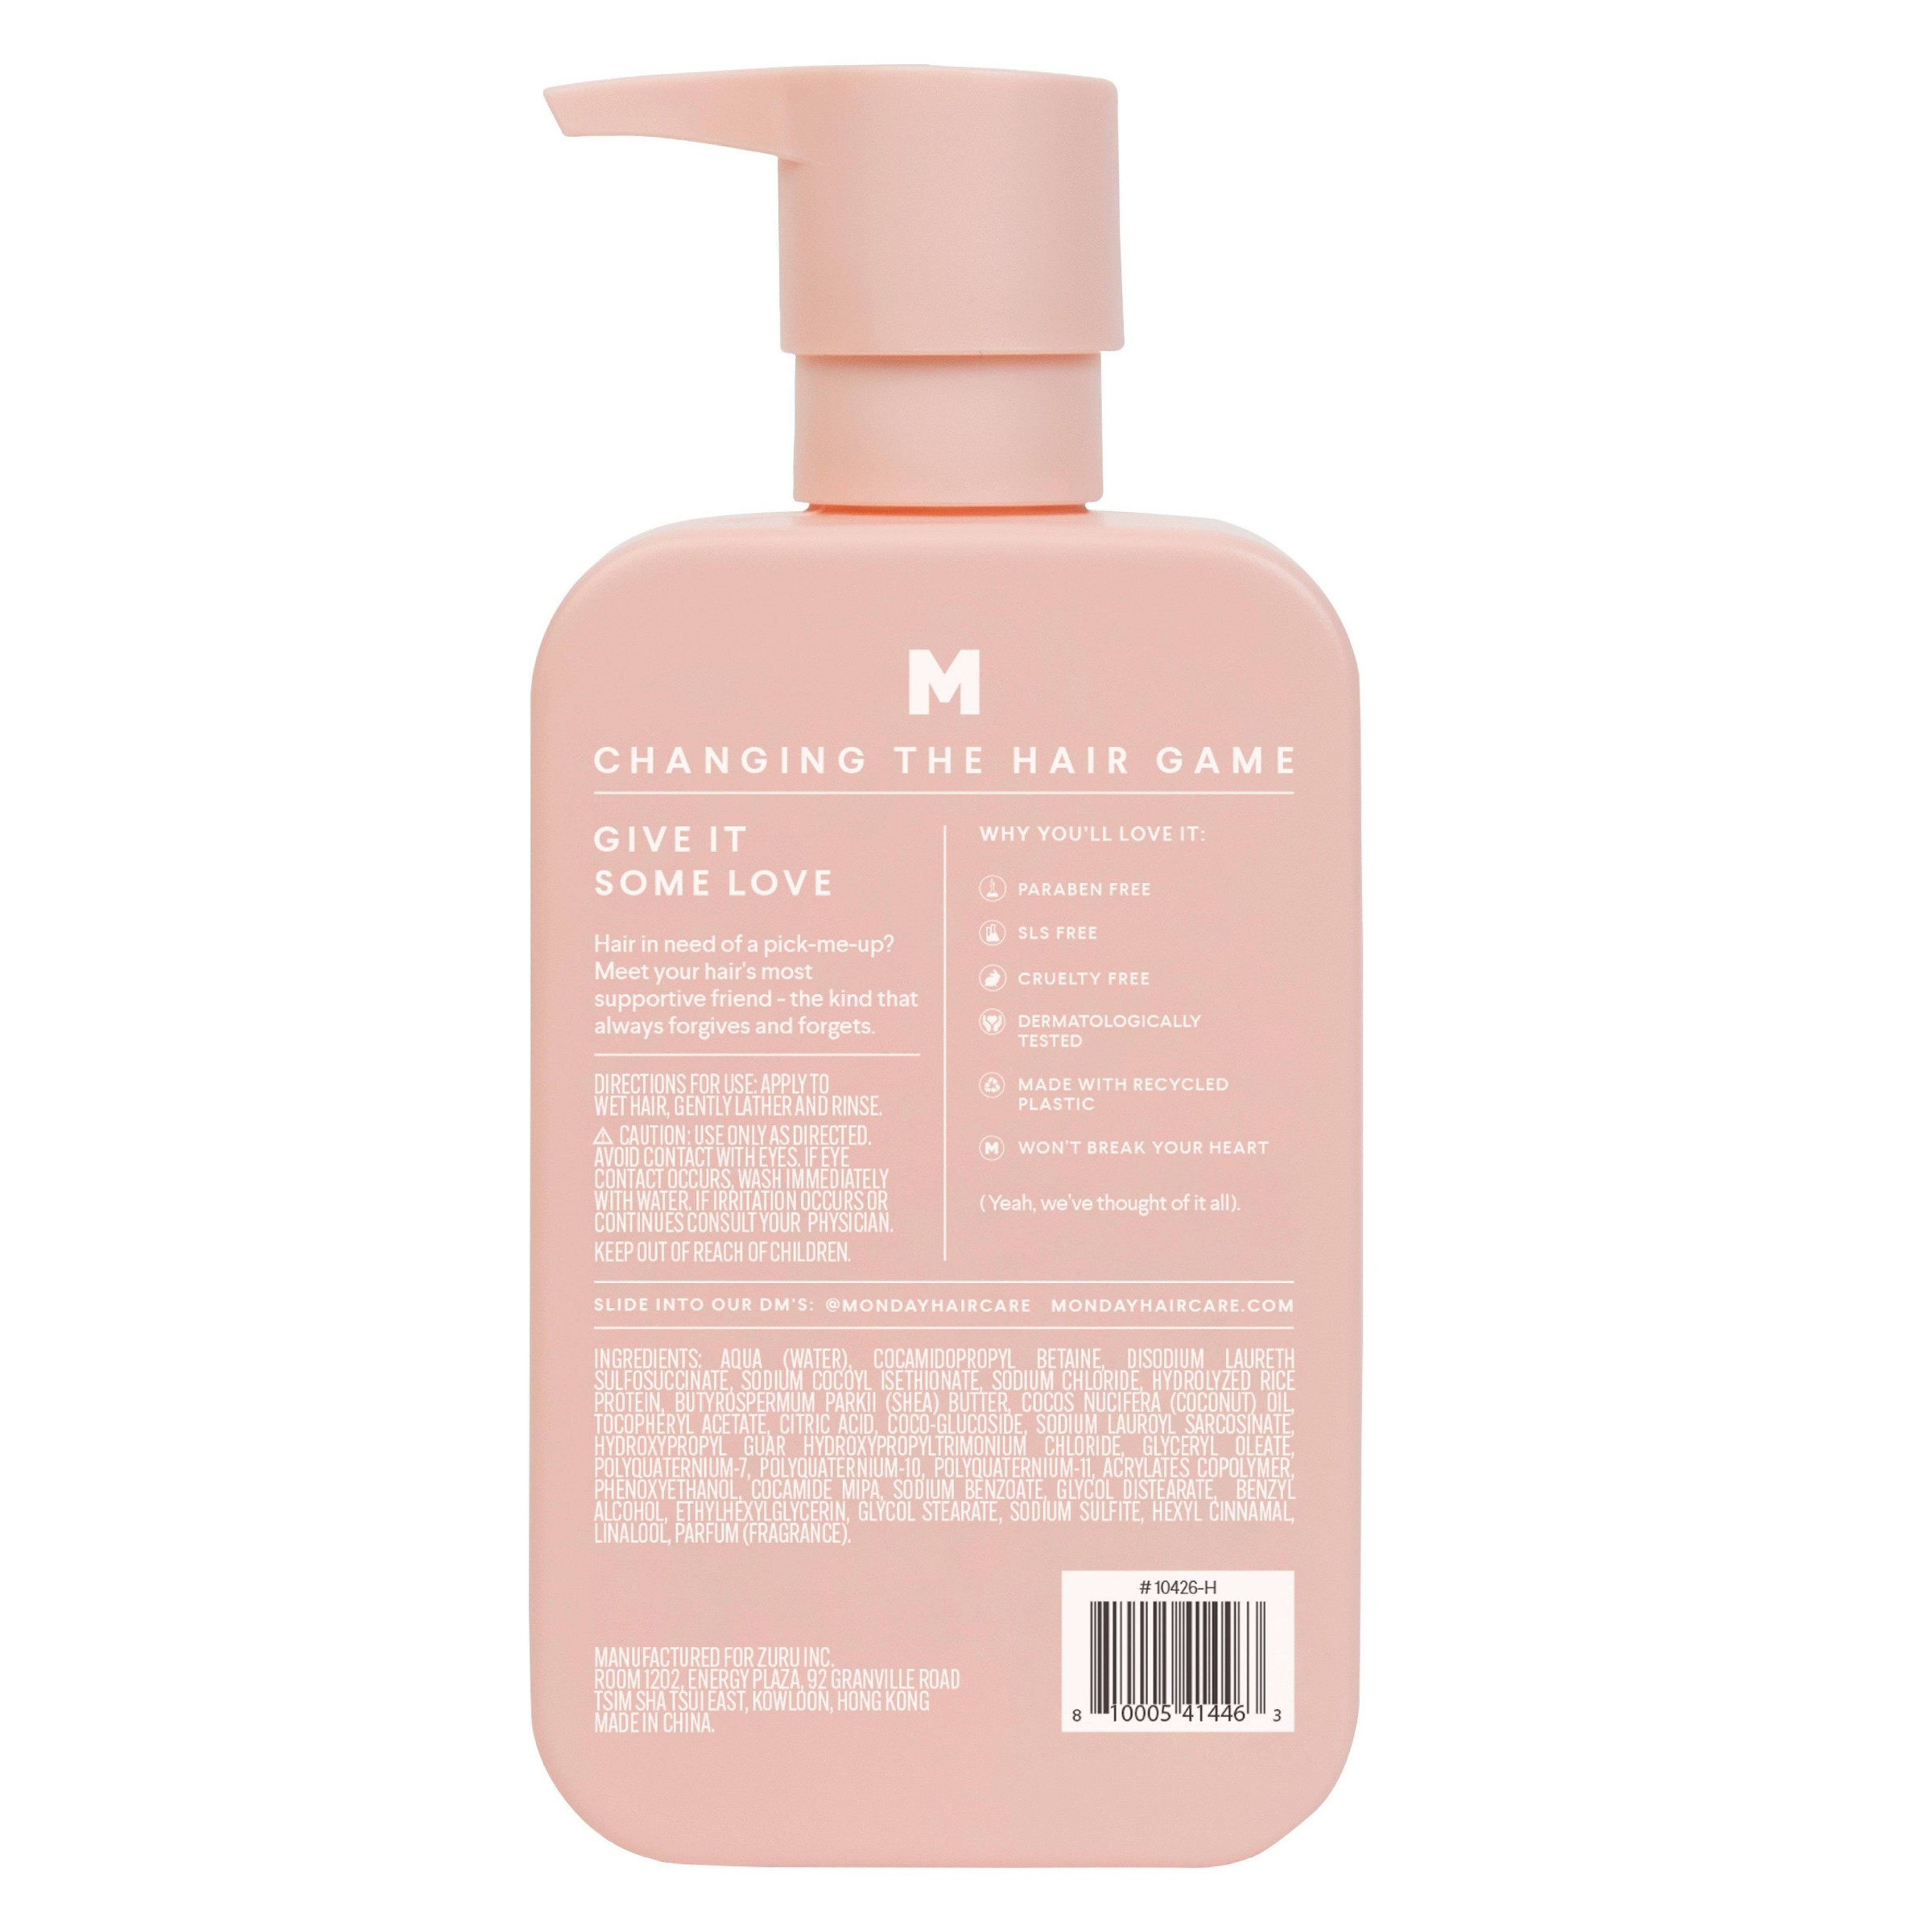 M
CHANGING THE HAIR GAME
GIVE IT
SOME LOVE
Hair in need of a pick-me-up?
Meet your hair's most
supportive friend - the kind that
always forgives and forgets.
DIRECTIONS FOR USE: APPLY TO
WET HAIR, GENTLY LATHER AND RINSE.
⚠ CAUTION: USE ONLY AS DIRECTED.
AVOID CONTACT WITH EYES. IF EYE
CONTACT OCCURS, WASH IMMEDIATELY
WITH WATER. IF IRRITATION OCCURS OR
CONTINUES CONSULT YOUR PHYSICIAN.
KEEP OUT OF REACH OF CHILDREN.
WHY YOU'LL LOVE IT:
PARABEN FREE
SLS FREE
CRUELTY FREE
DERMATOLOGICALLY
TESTED
MADE WITH RECYCLED
PLASTIC
M WON'T BREAK YOUR HEART
(Yeah, we've thought of it all).
SLIDE INTO OUR DM'S: @MONDAYHAIRCARE MONDAYHAIRCARE.COM
INGREDIENTS: AQUA (WATER), COCAMIDOPROPYL BETAINE, DISODIUM LAURETH
SULFOSUCCINATE, SODIUM COCOYL ISETHIONATE, SODIUM CHLORIDE, HYDROLYZED RICE
PROTEIN, BUTYROSPERMUM PARKII (SHEA) BUTTER, COCOS NUCIFERA (COCONUT) OIL,
TOCOPHERYL ACETATE, CITRIC ACID, COCO-GLUCOSIDE, SODIUM LAUROYL SARCOSINATE,
HYDROXYPROPYL GUAR HYDROXYPROPYLTRIMONIUM CHLORIDE, GLYCERYL OLEATE,
POLYQUATERNIUM-7, POLYQUATERNIUM-10, POLYQUATERNIUM-11, ACRYLATES COPOLYMER,
PHENOXYETHANOL, COCAMIDE MIPA, SODIUM BENZOATE, GLYCOL DISTEARATE, BENZYL
ALCOHOL, ETHYLHEXYLGLYCERIN, GLYCOL STEARATE, SODIUM SULFITE, HEXYL CINNAMAL,
LINALOOL, PARFUM (FRAGRANCE).
MANUFACTURED FOR ZURU INC.
ROOM 1202, ENERGY PLAZA, 92 GRANVILLE ROAD
TSIM SHA TSUI EAST, KOWLOON, HONG KONG
MADE IN CHINA.
#10426-H
8 10005 41446 3